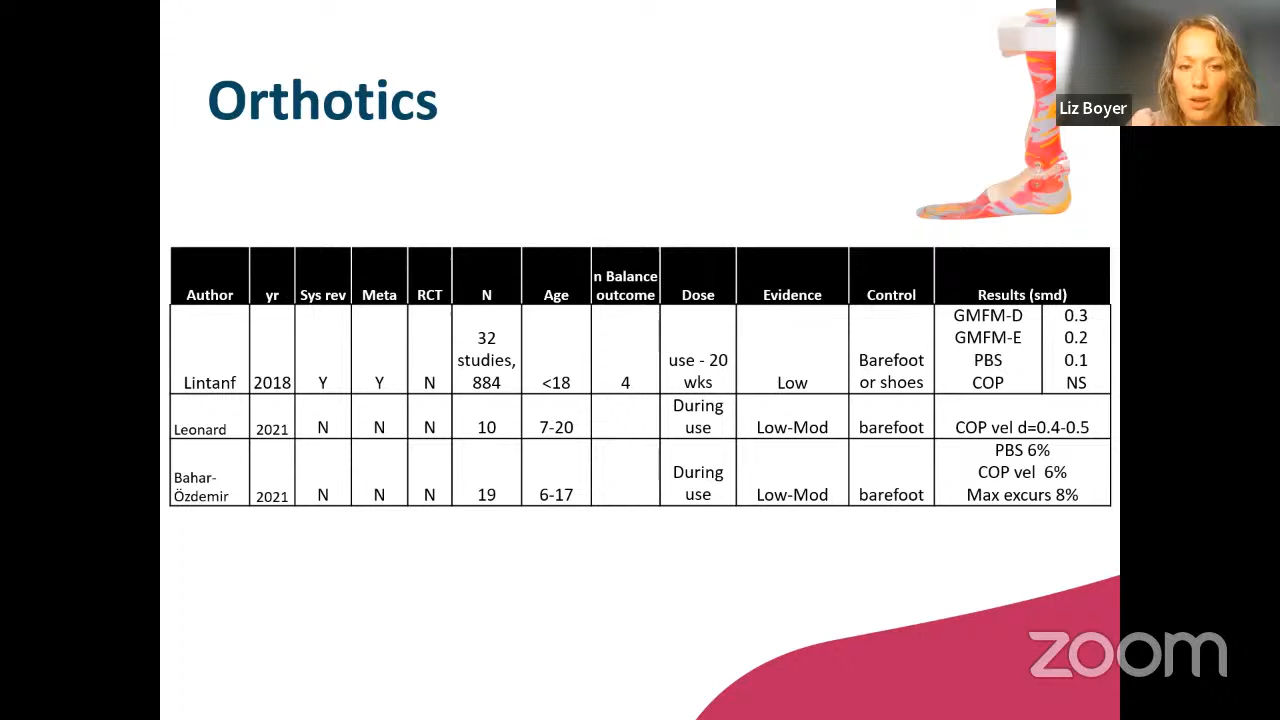 Orthotics
Liz Boyer
Author yr Sys rev Meta RCT N Age n Balance outcome Dose Evidence Control Results (smd)
Lintanf 2018 Y Y N 32 studies, 884 <18 4 use - 20 wks Low Barefoot or shoes
GMFM-D 0.3
GMFM-E 0.2
PBS 0.1
COP NS
Leonard 2021 N N N 10 7-20 During use Low-Mod barefoot COP vel d=0.4-0.5
Bahar-Özdemir 2021 N N N 19 6-17 During use Low-Mod barefoot
PBS 6%
COP vel 6%
Max excurs 8%
zoom